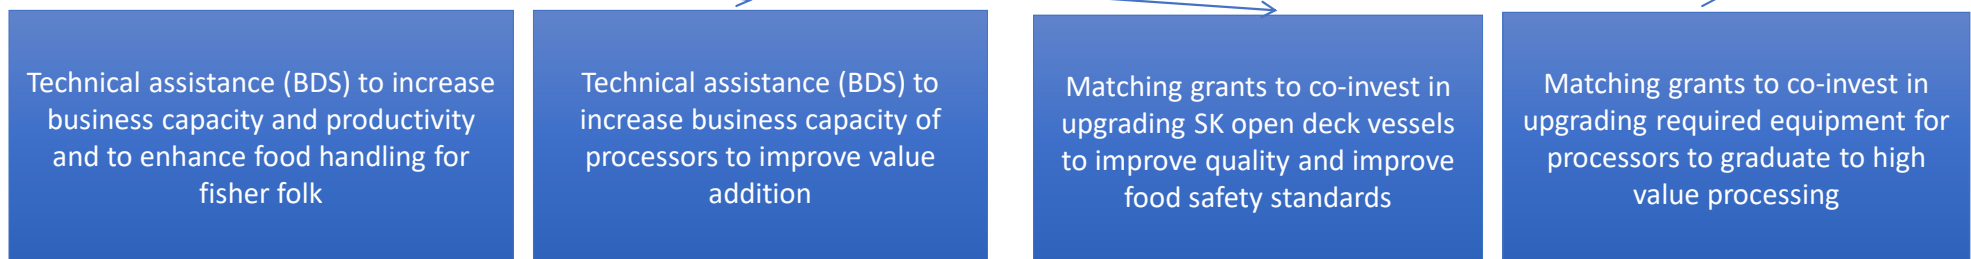 Technical assistance (BDS) to increase
business capacity and productivity
and to enhance food handling for
fisher folk
Technical assistance (BDS) to
increase business capacity of
processors to improve value
addition
Matching grants to co-invest in
upgrading SK open deck vessels
to improve quality and improve
food safety standards
Matching grants to co-invest in
upgrading required equipment for
processors to graduate to high
value processing